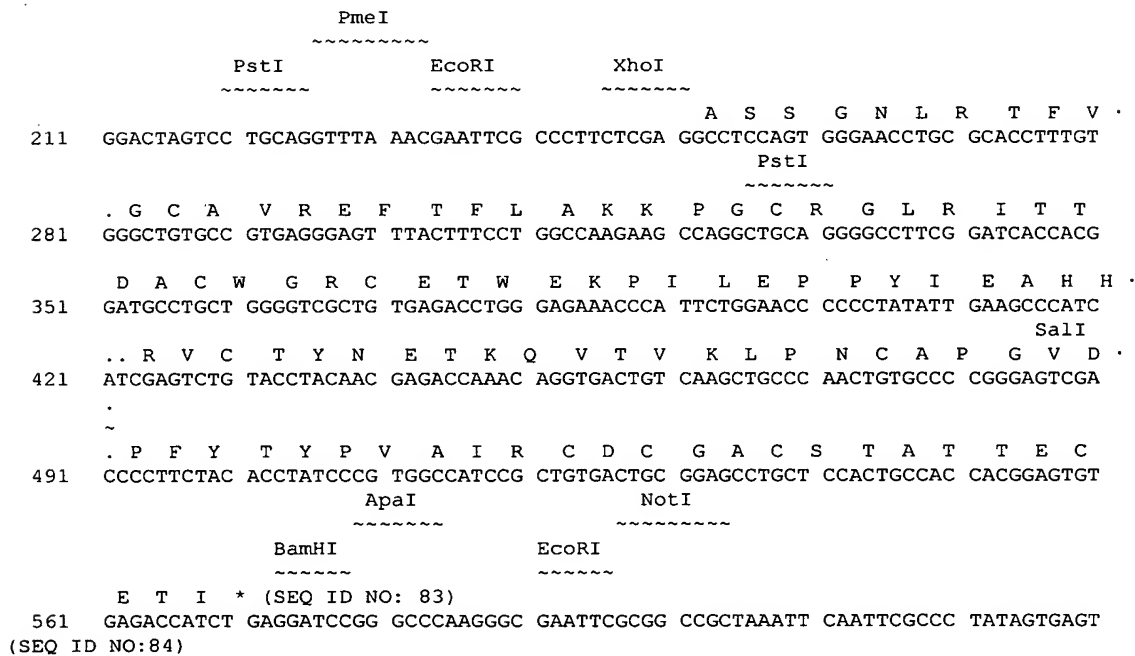 PmeI
~~~~~~~~~
PstI EcoRI XhoI
~~~~~~~ ~~~~~~~ ~~~~~~~
A S S G N L R T F V ·
211 GGACTAGTCC TGCAGGTTTA AACGAATTCG CCCTTCTCGAG GCCTCCAGT GGGAACCTGC GCACCTTTGT
PstI
~~~~~~~
. G C A V R E F T F L A K K P G C R G L R I T T
281 GGGCTGTGCC GTGAGGGAGT TTACTTTCCT GGCCAAGAAG CCAGGCTGCA GGGGCCTTCG GATCACCACG
D A C W G R C E T W E K P I L E P P Y I E A H H ·
351 GATGCCTGCT GGGGTCGCTG TGAGACCTGG GAGAAACCCA TTCTGGAACC CCCCTATATT GAAGCCCATC
SalI
.. R V C T Y N E T K Q V T V K L P N C A P G V D ·
421 ATCGAGTCTG TACCTACAAC GAGACCAAAC AGGTGACTGT CAAGCTGCCC AACTGTGCCC CGGGAGTCGA
.
~
. P F Y T Y P V A I R C D C G A C S T A T T E C
491 CCCCTTCTAC ACCTATCCCG TGGCCATCCG CTGTGACTGC GGAGCCTGCT CCACTGCCAC CACGGAGTGT
ApaI NotI
~~~~~~~ ~~~~~~~~~
BamHI EcoRI
~~~~~~ ~~~~~~
E T I * (SEQ ID NO: 83)
561 GAGACCATCT GAGGATCCGG GCCCAAGGGC GAATTCGCGG CCGCTAAATT CAATTCGCCC TATAGTGAGT
(SEQ ID NO:84)